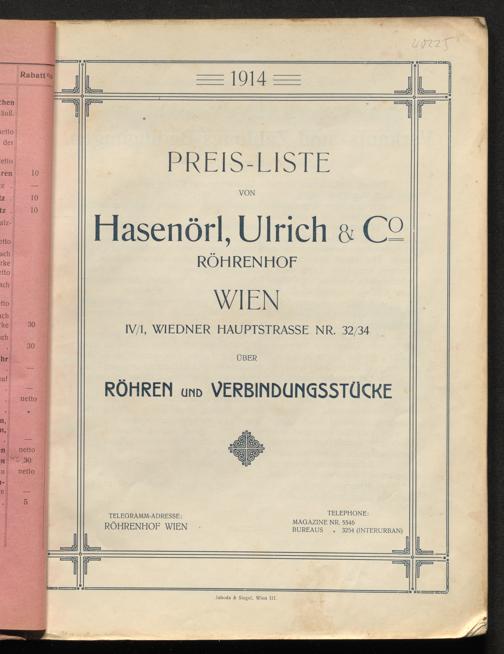 Rabatt %
40225
1914
PREIS-LISTE
VON
Hasenörl, Ulrich & Co
RÖHRENHOF
WIEN
IV/1, WIEDNER HAUPTSTRASSE NR. 32/34
ÜBER
RÖHREN UND VERBINDUNGSSTÜCKE
TELEGRAMM-ADRESSE:
RÖHRENHOF WIEN
TELEPHONE:
MAGAZINE NR. 5546
BUREAUS „ 3254 (INTERURBAN)
Jahoda & Siegel, Wien III.
10
—
10
10
30
30
—
—
netto
—
netto
30
netto
—
5